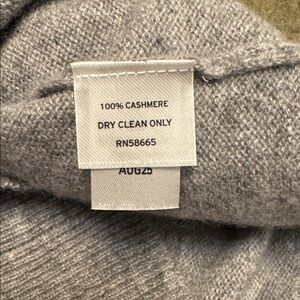 100% CASHMERE
DRY CLEAN ONLY
RN58665
AUG25